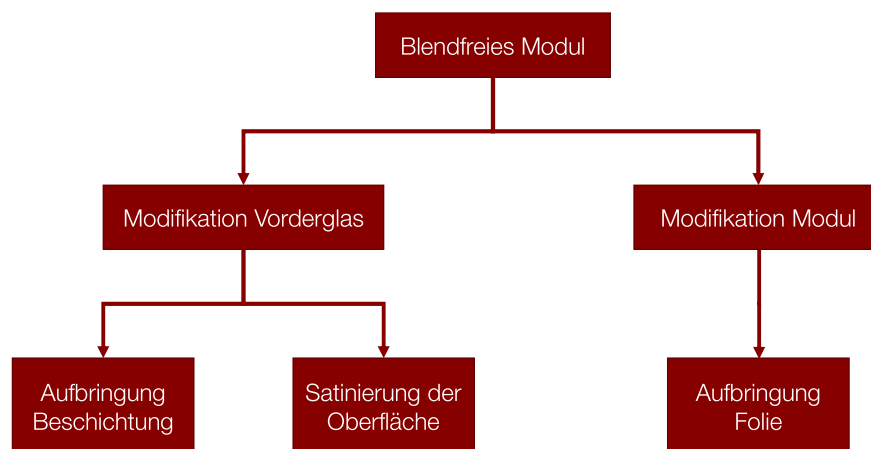 Blendfreies Modul
Modifikation Vorderglas
Modifikation Modul
Aufbringung
Beschichtung
Satinierung der
Oberfläche
Aufbringung
Folie